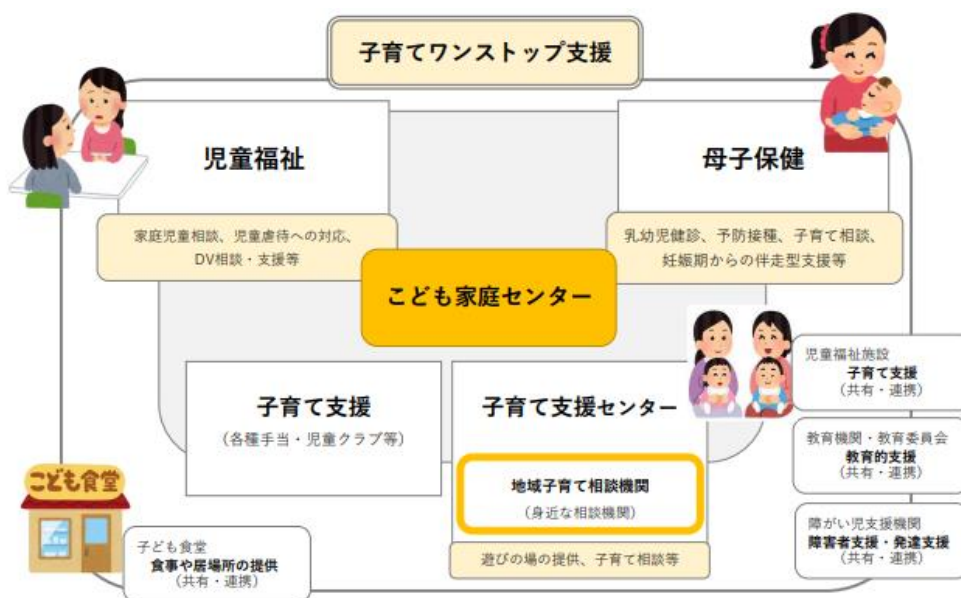 子育てワンストップ支援
児童福祉
家庭児童相談、児童虐待への対応、
DV相談・支援等
母子保健
乳幼児健診、予防接種、子育て相談、
妊娠期からの伴走型支援等
こども家庭センター
子育て支援
（各種手当・児童クラブ等）
子育て支援センター
地域子育て相談機関
（身近な相談機関）
遊びの場の提供、子育て相談等
児童福祉施設
子育て支援
（共有・連携）
教育機関・教育委員会
教育的支援
（共有・連携）
障がい児支援機関
障害者支援・発達支援
（共有・連携）
こども食堂
子ども食堂
食事や居場所の提供
（共有・連携）